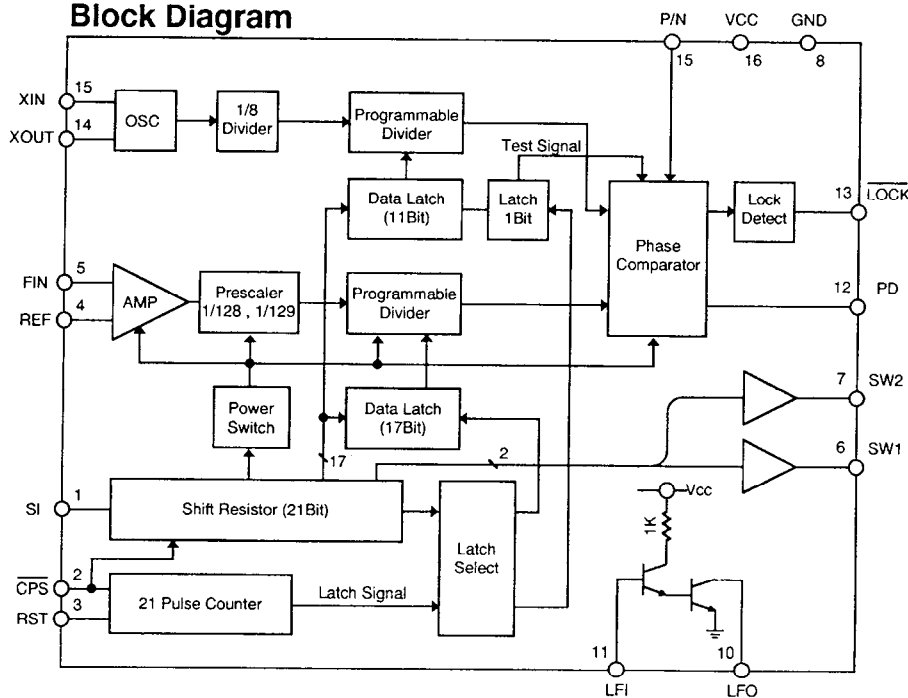 Block Diagram
P/N
VCC
GND
15
16
8
XIN
15
XOUT
14
OSC
1/8
Divider
Programmable
Divider
Test Signal
Data Latch
(11Bit)
Latch
1Bit
Phase
Comparator
Lock
Detect
13
LOCK
FIN
5
REF
4
AMP
Prescaler
1/128 , 1/129
Programmable
Divider
12
PD
Power
Switch
Data Latch
(17Bit)
7
SW2
17
2
6
SW1
SI
1
Shift Resistor (21Bit)
Latch
Select
Vcc
1K
CPS
2
RST
3
21 Pulse Counter
Latch Signal
11
10
LFI
LFO